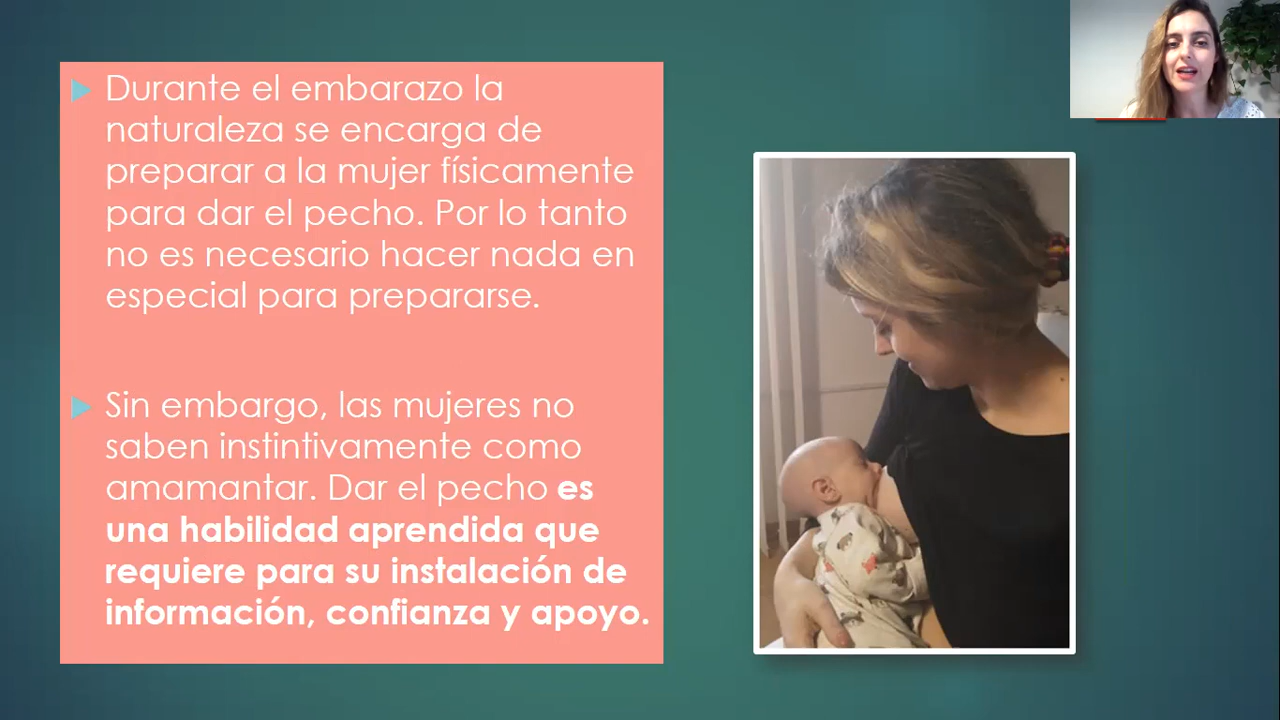 Durante el embarazo la
naturaleza se encarga de
preparar a la mujer físicamente
para dar el pecho. Por lo tanto
no es necesario hacer nada en
especial para prepararse.
Sin embargo, las mujeres no
saben instintivamente como
amamantar. Dar el pecho es
una habilidad aprendida que
requiere para su instalación de
información, confianza y apoyo.